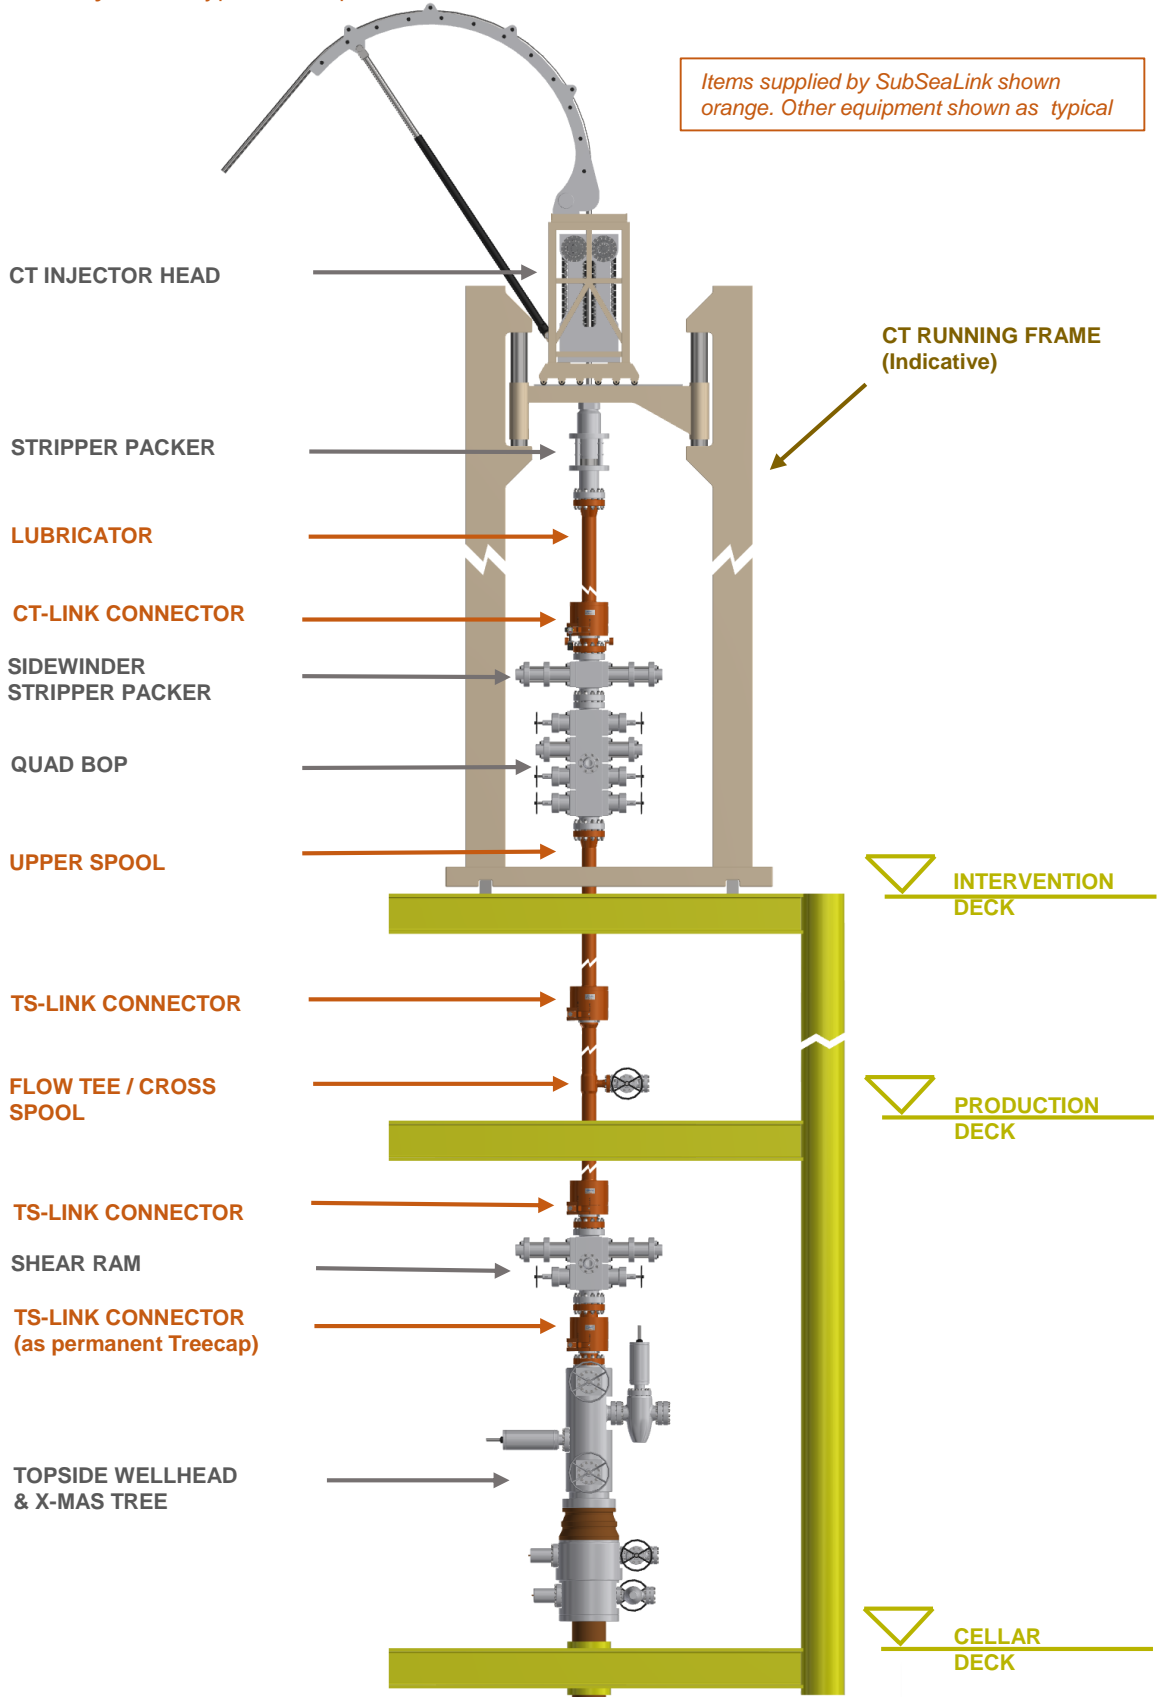 Items supplied by SubSeaLink shown
orange. Other equipment shown as typical
CT INJECTOR HEAD
CT RUNNING FRAME
(Indicative)
STRIPPER PACKER
LUBRICATOR
CT-LINK CONNECTOR
SIDEWINDER
STRIPPER PACKER
QUAD BOP
UPPER SPOOL
INTERVENTION
DECK
TS-LINK CONNECTOR
FLOW TEE / CROSS
SPOOL
PRODUCTION
DECK
TS-LINK CONNECTOR
SHEAR RAM
TS-LINK CONNECTOR
(as permanent Treecap)
TOPSIDE WELLHEAD
& X-MAS TREE
CELLAR
DECK